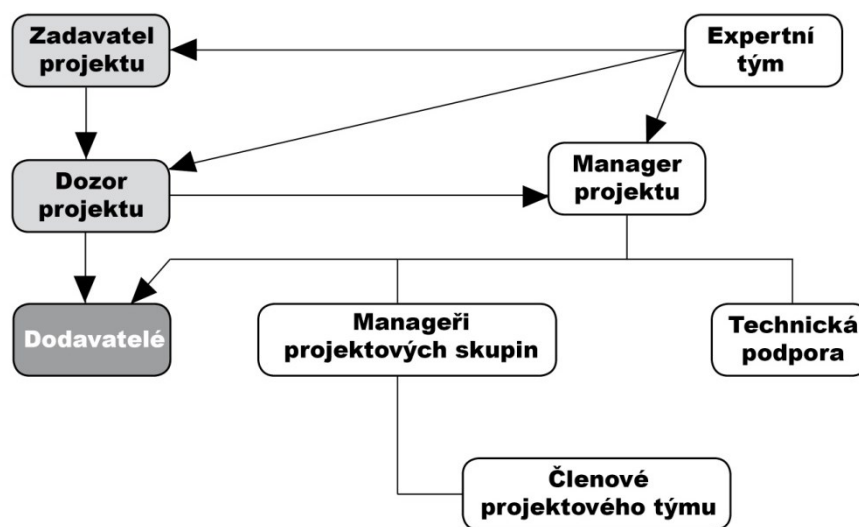 Zadavatel
projektu
Expertní
tým
Dozor
projektu
Manager
projektu
Dodavatelé
Manageři
projektových skupin
Technická
podpora
Členové
projektového týmu